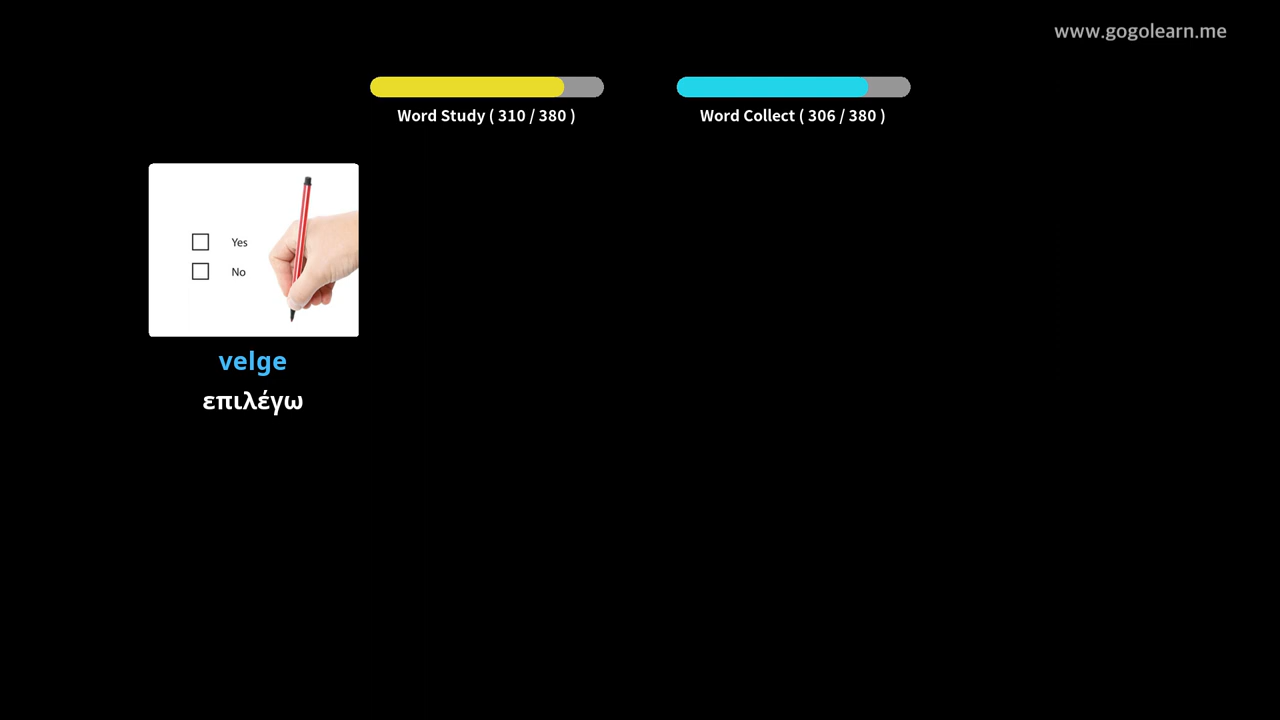 www.gogolearn.me
Word Study ( 310 / 380 )
Word Collect ( 306 / 380 )
Yes
No
velge
επιλέγω